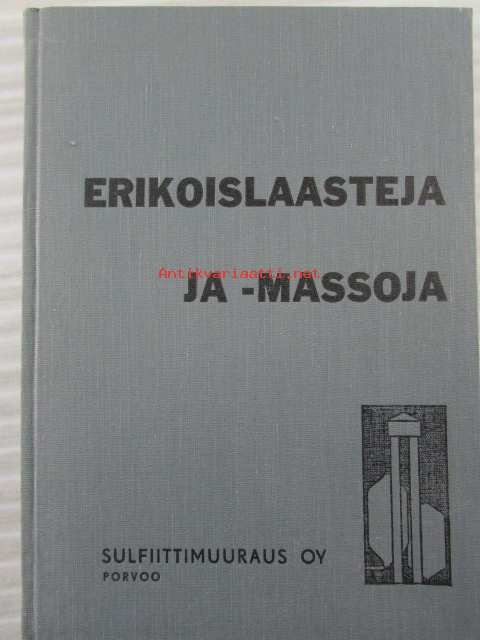 ERIKOISLAASTEJA
Antikvariaatti.net
JA -MASSOJA
SULFIITTIMUURAUS OY
PORVOO